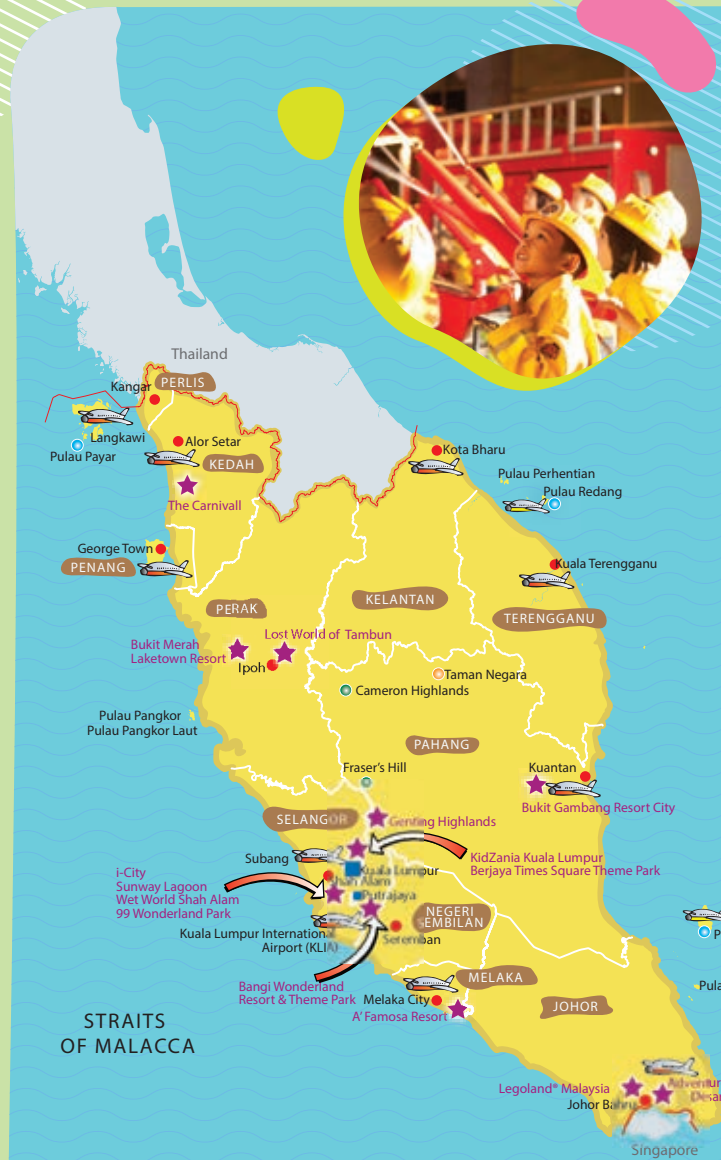 Thailand
Kangar
PERLIS
Langkawi
Alor Setar
Pulau Payar
KEDAH
Kota Bharu
Pulau Perhentian
Pulau Redang
The Carnivall
George Town
PENANG
Kuala Terengganu
KELANTAN
PERAK
TERENGGANU
Bukit Merah
Laketown Resort
Lost World of Tambun
Ipoh
Taman Negara
Cameron Highlands
Pulau Pangkor
Pulau Pangkor Laut
PAHANG
Fraser's Hill
Kuantan
Bukit Gambang Resort City
SELANGOR
Genting Highlands
Subang
KidZania Kuala Lumpur
Berjaya Times Square Theme Park
Kuala Lumpur
i-City
Sunway Lagoon
Wet World Shah Alam
99 Wonderland Park
Shah Alam
Putrajaya
NEGERI
SEMBILAN
Kuala Lumpur International
Airport (KLIA)
Seremban
P
Bangi Wonderland
Resort & Theme Park
MELAKA
Melaka City
A' Famosa Resort
JOHOR
Pula
STRAITS
OF MALACCA
Legoland® Malaysia
Adventur
Desar
Johor Bahru
Singapore